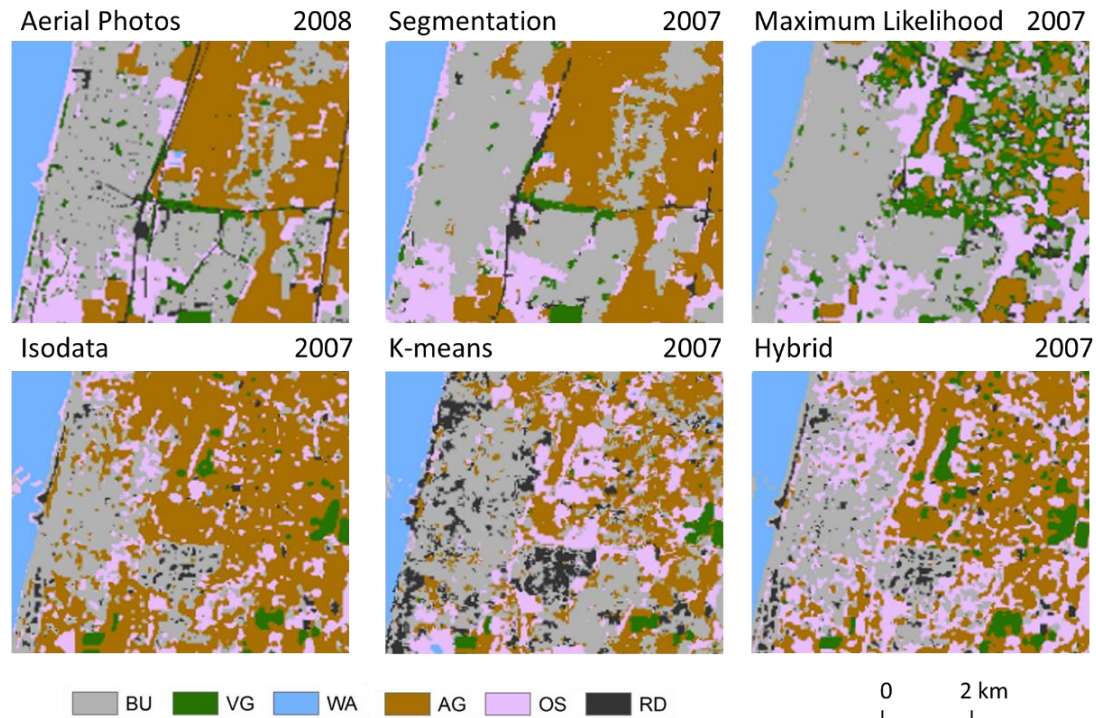 Aerial Photos 2008 Segmentation 2007 Maximum Likelihood 2007
Isodata 2007 K-means 2007 Hybrid 2007
BU VG WA AG OS RD 0 2 km